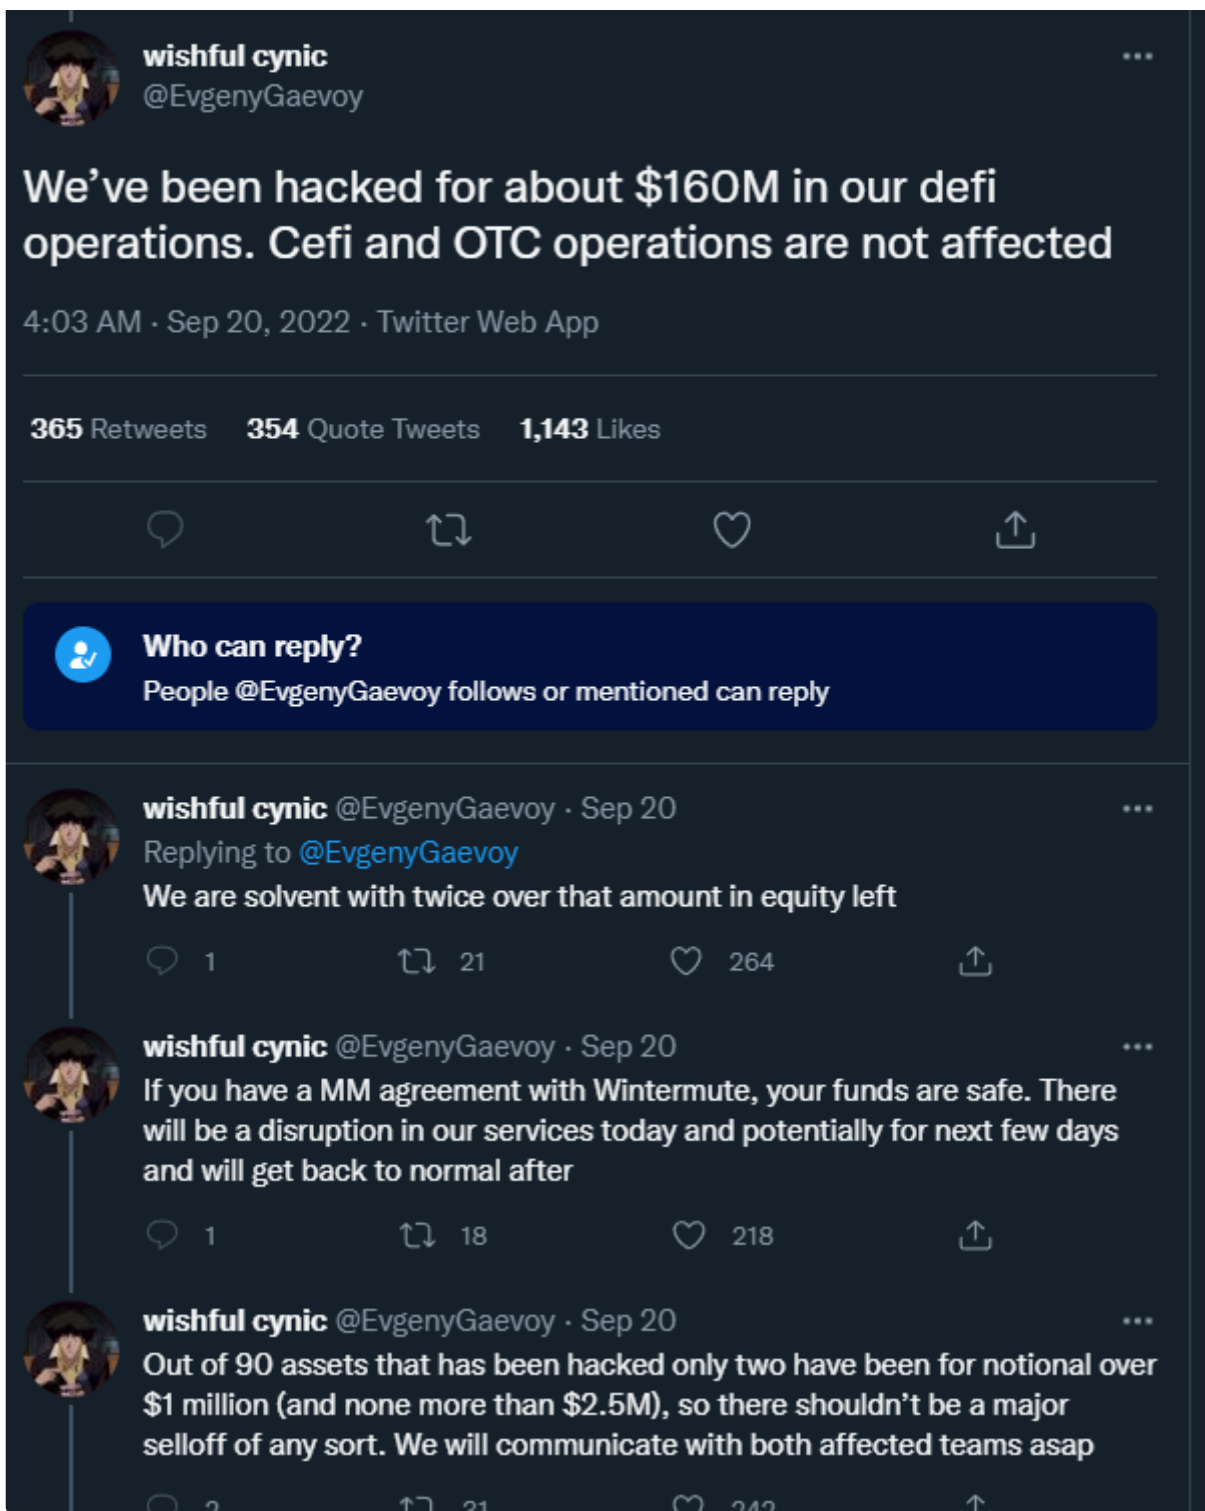 wishful cynic
@EvgenyGaevoy
We’ve been hacked for about $160M in our defi
operations. Cefi and OTC operations are not affected
4:03 AM · Sep 20, 2022 · Twitter Web App
365 Retweets 354 Quote Tweets 1,143 Likes
Who can reply?
People @EvgenyGaevoy follows or mentioned can reply
wishful cynic @EvgenyGaevoy · Sep 20
Replying to @EvgenyGaevoy
We are solvent with twice over that amount in equity left
1 21 264
wishful cynic @EvgenyGaevoy · Sep 20
If you have a MM agreement with Wintermute, your funds are safe. There
will be a disruption in our services today and potentially for next few days
and will get back to normal after
1 18 218
wishful cynic @EvgenyGaevoy · Sep 20
Out of 90 assets that has been hacked only two have been for notional over
$1 million (and none more than $2.5M), so there shouldn’t be a major
selloff of any sort. We will communicate with both affected teams asap
2 31 242